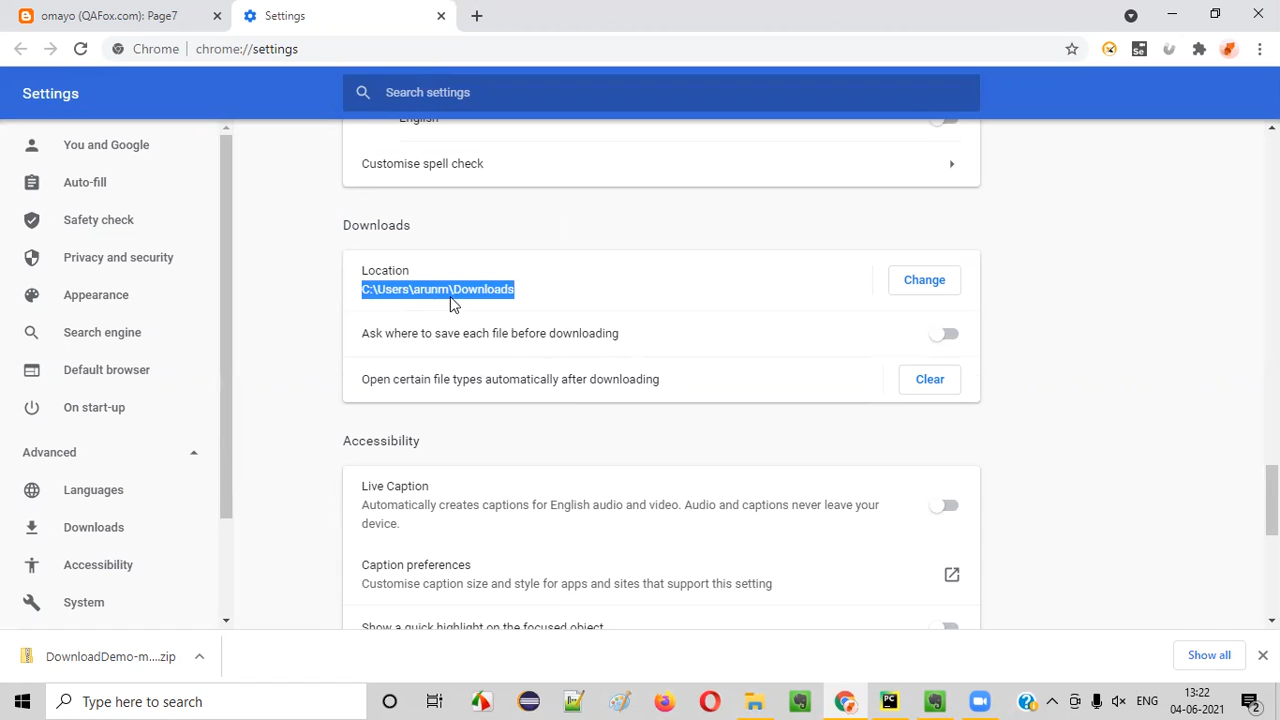 omayo (QAFox.com): Page7
Settings
Chrome
chrome://settings
Settings
Search settings
You and Google
Auto-fill
Safety check
Privacy and security
Appearance
Search engine
Default browser
On start-up
Advanced
Languages
Downloads
Accessibility
System
English
Customise spell check
Downloads
Location
C:\Users\arunm\Downloads
Change
Ask where to save each file before downloading
Open certain file types automatically after downloading
Clear
Accessibility
Live Caption
Automatically creates captions for English audio and video. Audio and captions never leave your
device.
Caption preferences
Customise caption size and style for apps and sites that support this setting
Show a quick highlight on the focused object
DownloadDemo-m....zip
Show all
Type here to search
ENG
13:22
04-06-2021
2